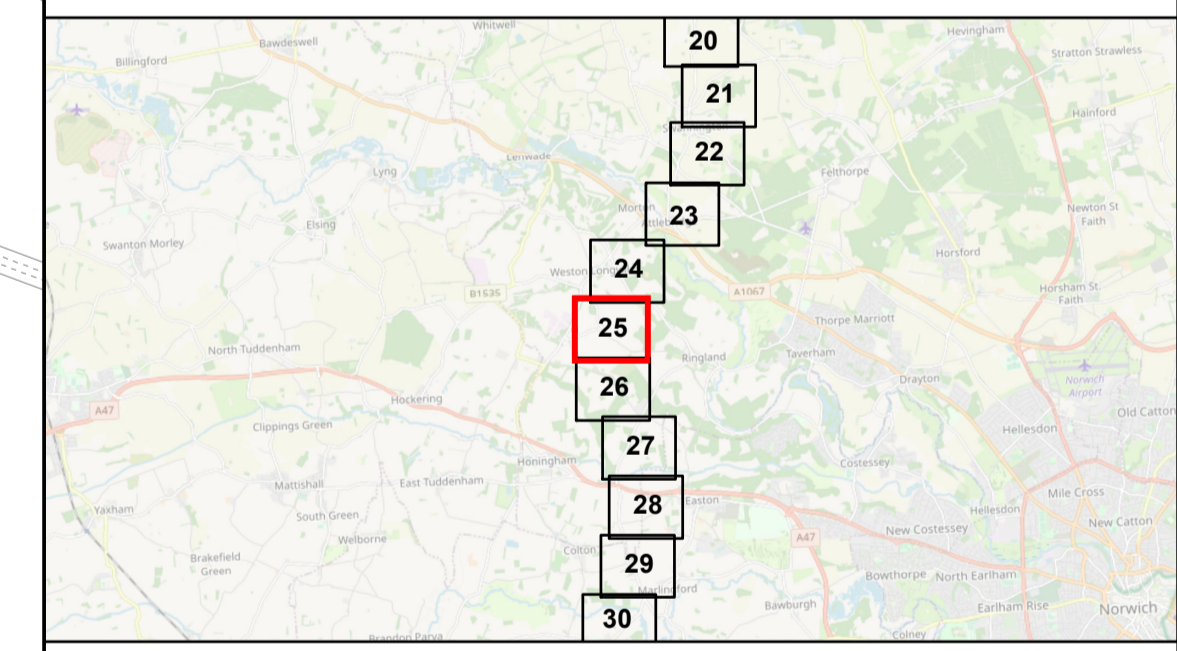 Whitwell
Hevingham
20
Bawdeswell
Stratton Strawless
Billingford
21
Hainford
22
Lenwade
Lyng
Felthorpe
Morton
23
Newton St
Faith
Elsing
Swanton Morley
Horsford
24
Weston Long
B1535
A1067
Horsham St.
Faith
25
Thorpe Marriott
North Tuddenham
Ringland
Taverham
Drayton
Norwich
Airport
26
Hockering
A47
Old Catton
Clippings Green
Hellesdon
27
Honingham
Costessey
East Tuddenham
Mattishall
Mile Cross
28
Easton
Yaxham
South Green
Hellesdon
New Costessey
New Catton
Welborne
A47
Colton
Brakefield
Green
29
Bowthorpe
North Earlham
Marlingford
Bawburgh
Earlham Rise
Norwich
30
Brandon Parva
Colney